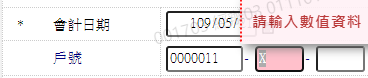 * 會計日期 109/05/ 請輸入數值資料
戶號 0000011 - X -